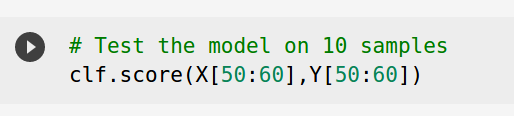 # Test the model on 10 samples
clf.score(X[50:60],Y[50:60])